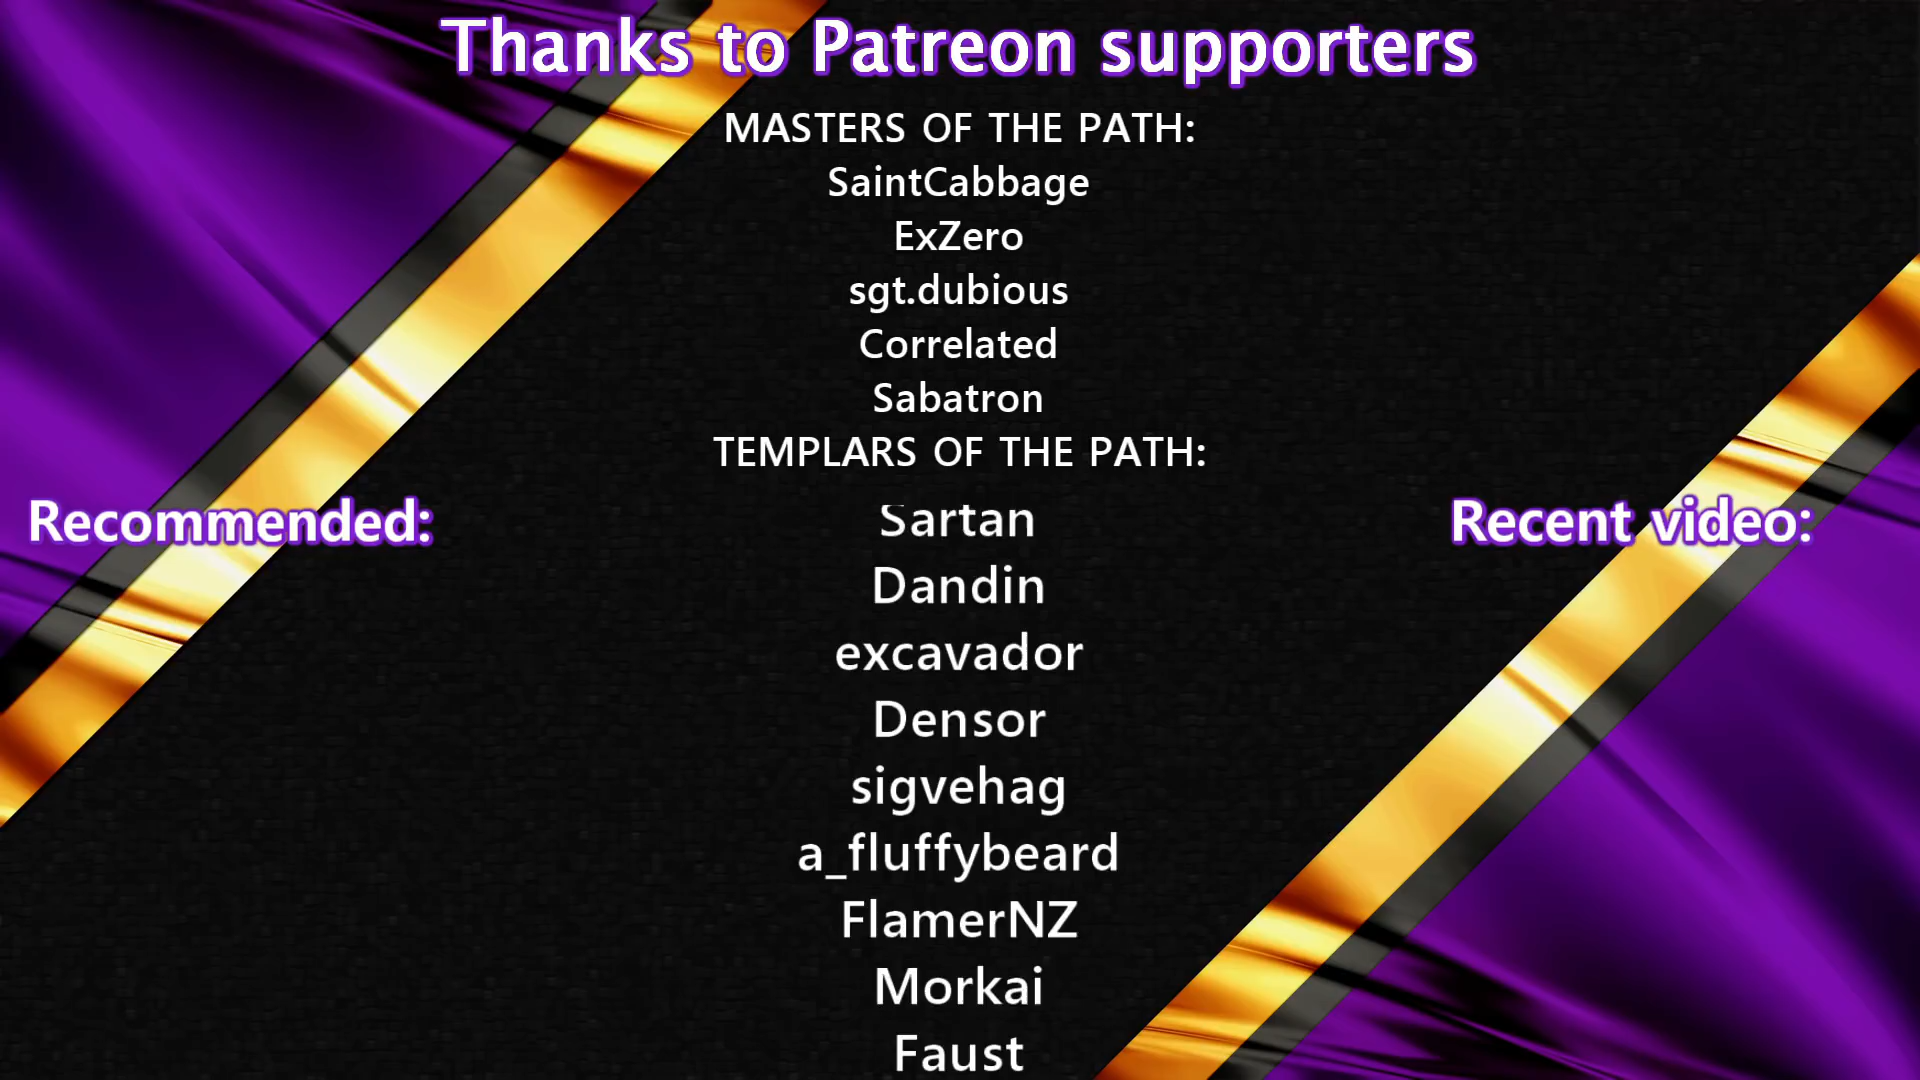 Thanks to Patreon supporters
MASTERS OF THE PATH:
SaintCabbage
ExZero
sgt.dubious
Correlated
Sabatron
TEMPLARS OF THE PATH:
Recommended:
Recent video:
Sartan
Dandin
excavador
Densor
sigvehag
a_fluffybeard
FlamerNZ
Morkai
Faust